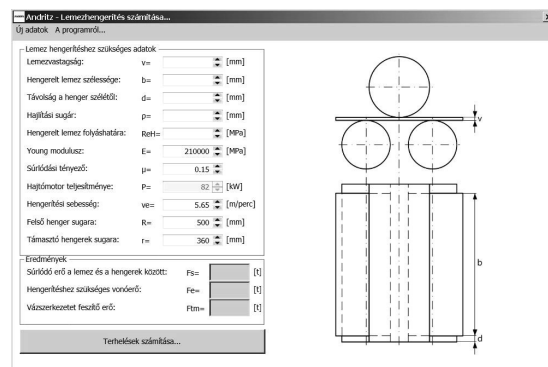 Andritz - Lemezhengerítés számítása...
Új adatok A programról...
Lemez hengerítéshez szükséges adatok
Lemezvastagság: v= [mm]
Hengerelt lemez szélessége: b= [mm]
Távolság a henger szélétől: d= [mm]
Hajlítási sugár: ρ= [mm]
Hengerelt lemez folyáshatára: ReH= [MPa]
Young modulusz: E= 210000 [MPa]
Súrlódási tényező: μ= 0.15
Hajtómotor teljesítménye: P= 82 [kW]
Hengerítési sebesség: ve= 5.65 [m/perc]
Felső henger sugara: R= 500 [mm]
Támasztó hengerek sugara: r= 360 [mm]
Eredmények
Súrlódó erő a lemez és a hengerek között: Fs= [t]
Hengerítéshez szükséges vonóerő: Fe= [t]
Vázszerkezetet feszítő erő: Ftm= [t]
Terhelések számítása...
v
b
d